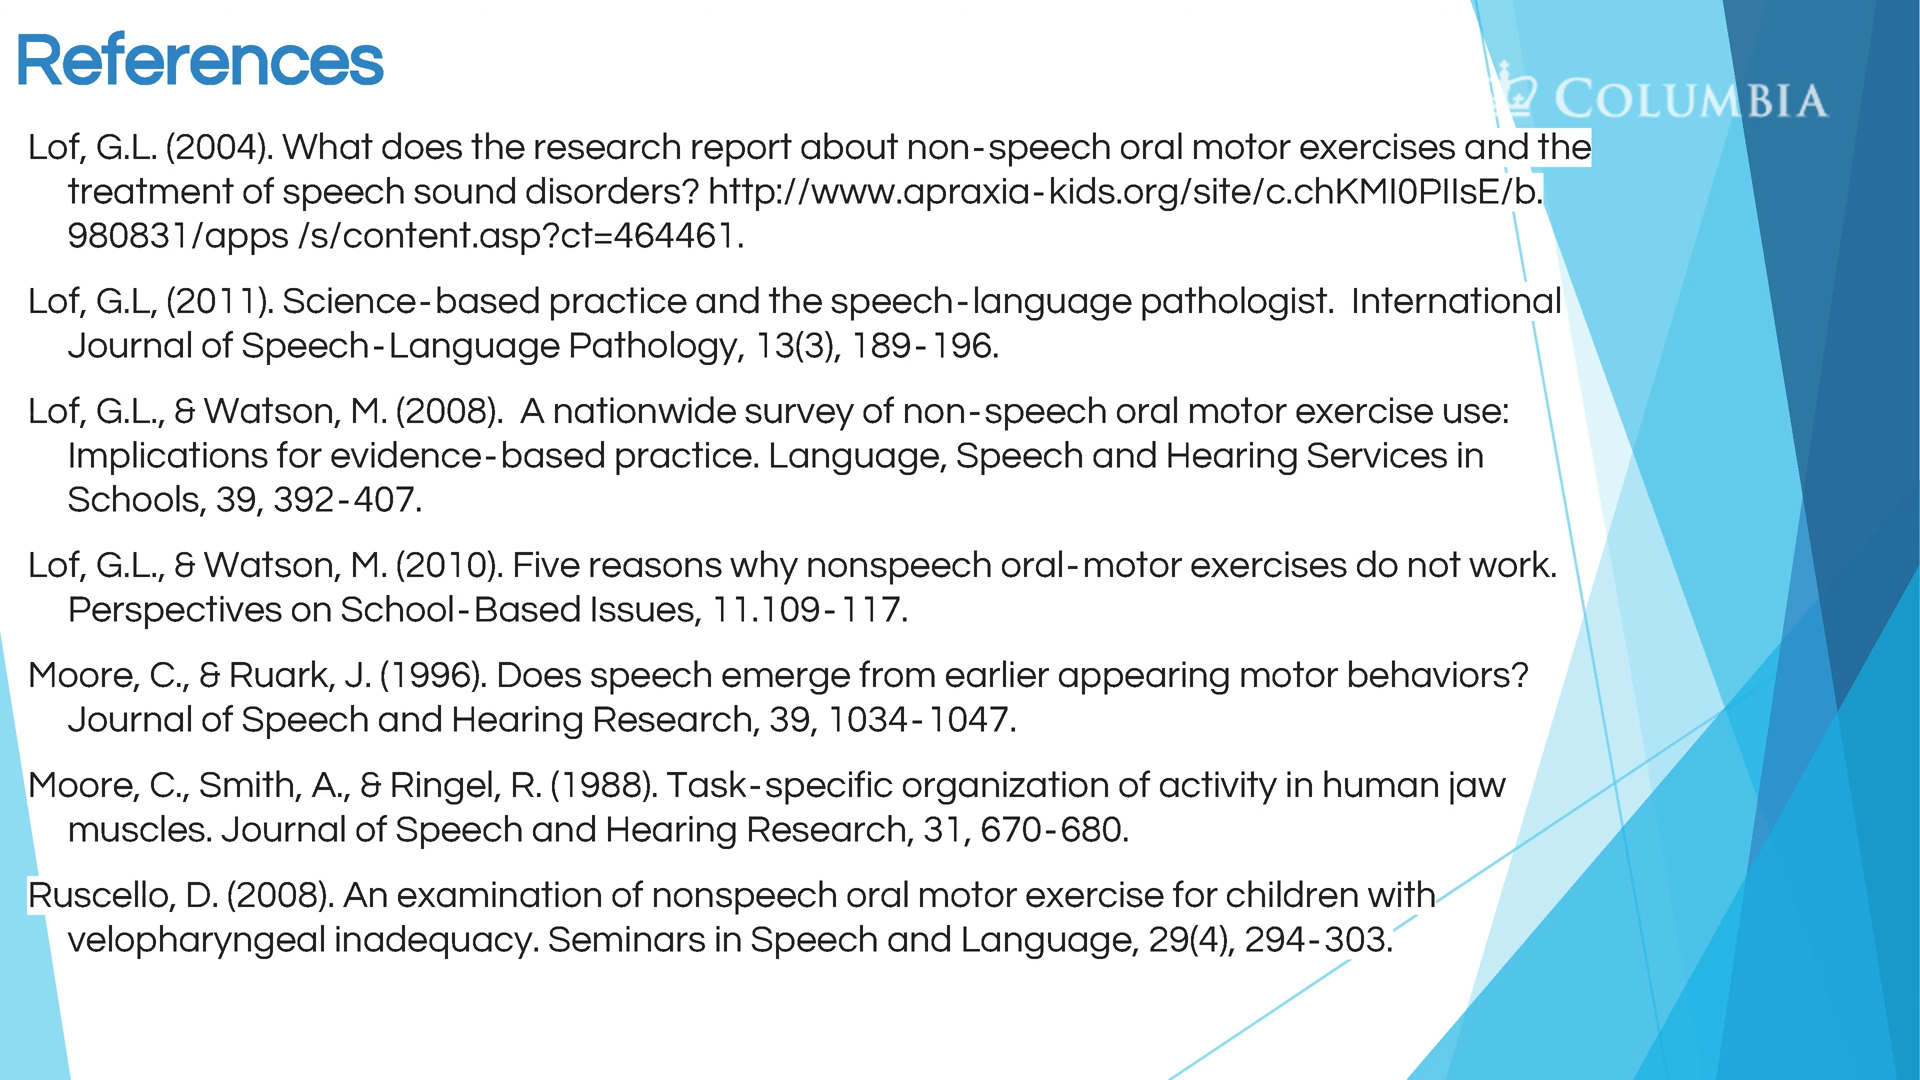 References
COLUMBIA
Lof, G.L. (2004). What does the research report about non-speech oral motor exercises and the
treatment of speech sound disorders? http://www.apraxia-kids.org/site/c.chKMI0PIIsE/b.
980831/apps /s/content.asp?ct=464461.
Lof, G.L, (2011). Science-based practice and the speech-language pathologist.  International
Journal of Speech-Language Pathology, 13(3), 189-196.
Lof, G.L., & Watson, M. (2008).  A nationwide survey of non-speech oral motor exercise use:
Implications for evidence-based practice. Language, Speech and Hearing Services in
Schools, 39, 392-407.
Lof, G.L., & Watson, M. (2010). Five reasons why nonspeech oral-motor exercises do not work.
Perspectives on School-Based Issues, 11.109-117.
Moore, C., & Ruark, J. (1996). Does speech emerge from earlier appearing motor behaviors?
Journal of Speech and Hearing Research, 39, 1034-1047.
Moore, C., Smith, A., & Ringel, R. (1988). Task-specific organization of activity in human jaw
muscles. Journal of Speech and Hearing Research, 31, 670-680.
Ruscello, D. (2008). An examination of nonspeech oral motor exercise for children with
velopharyngeal inadequacy. Seminars in Speech and Language, 29(4), 294-303.